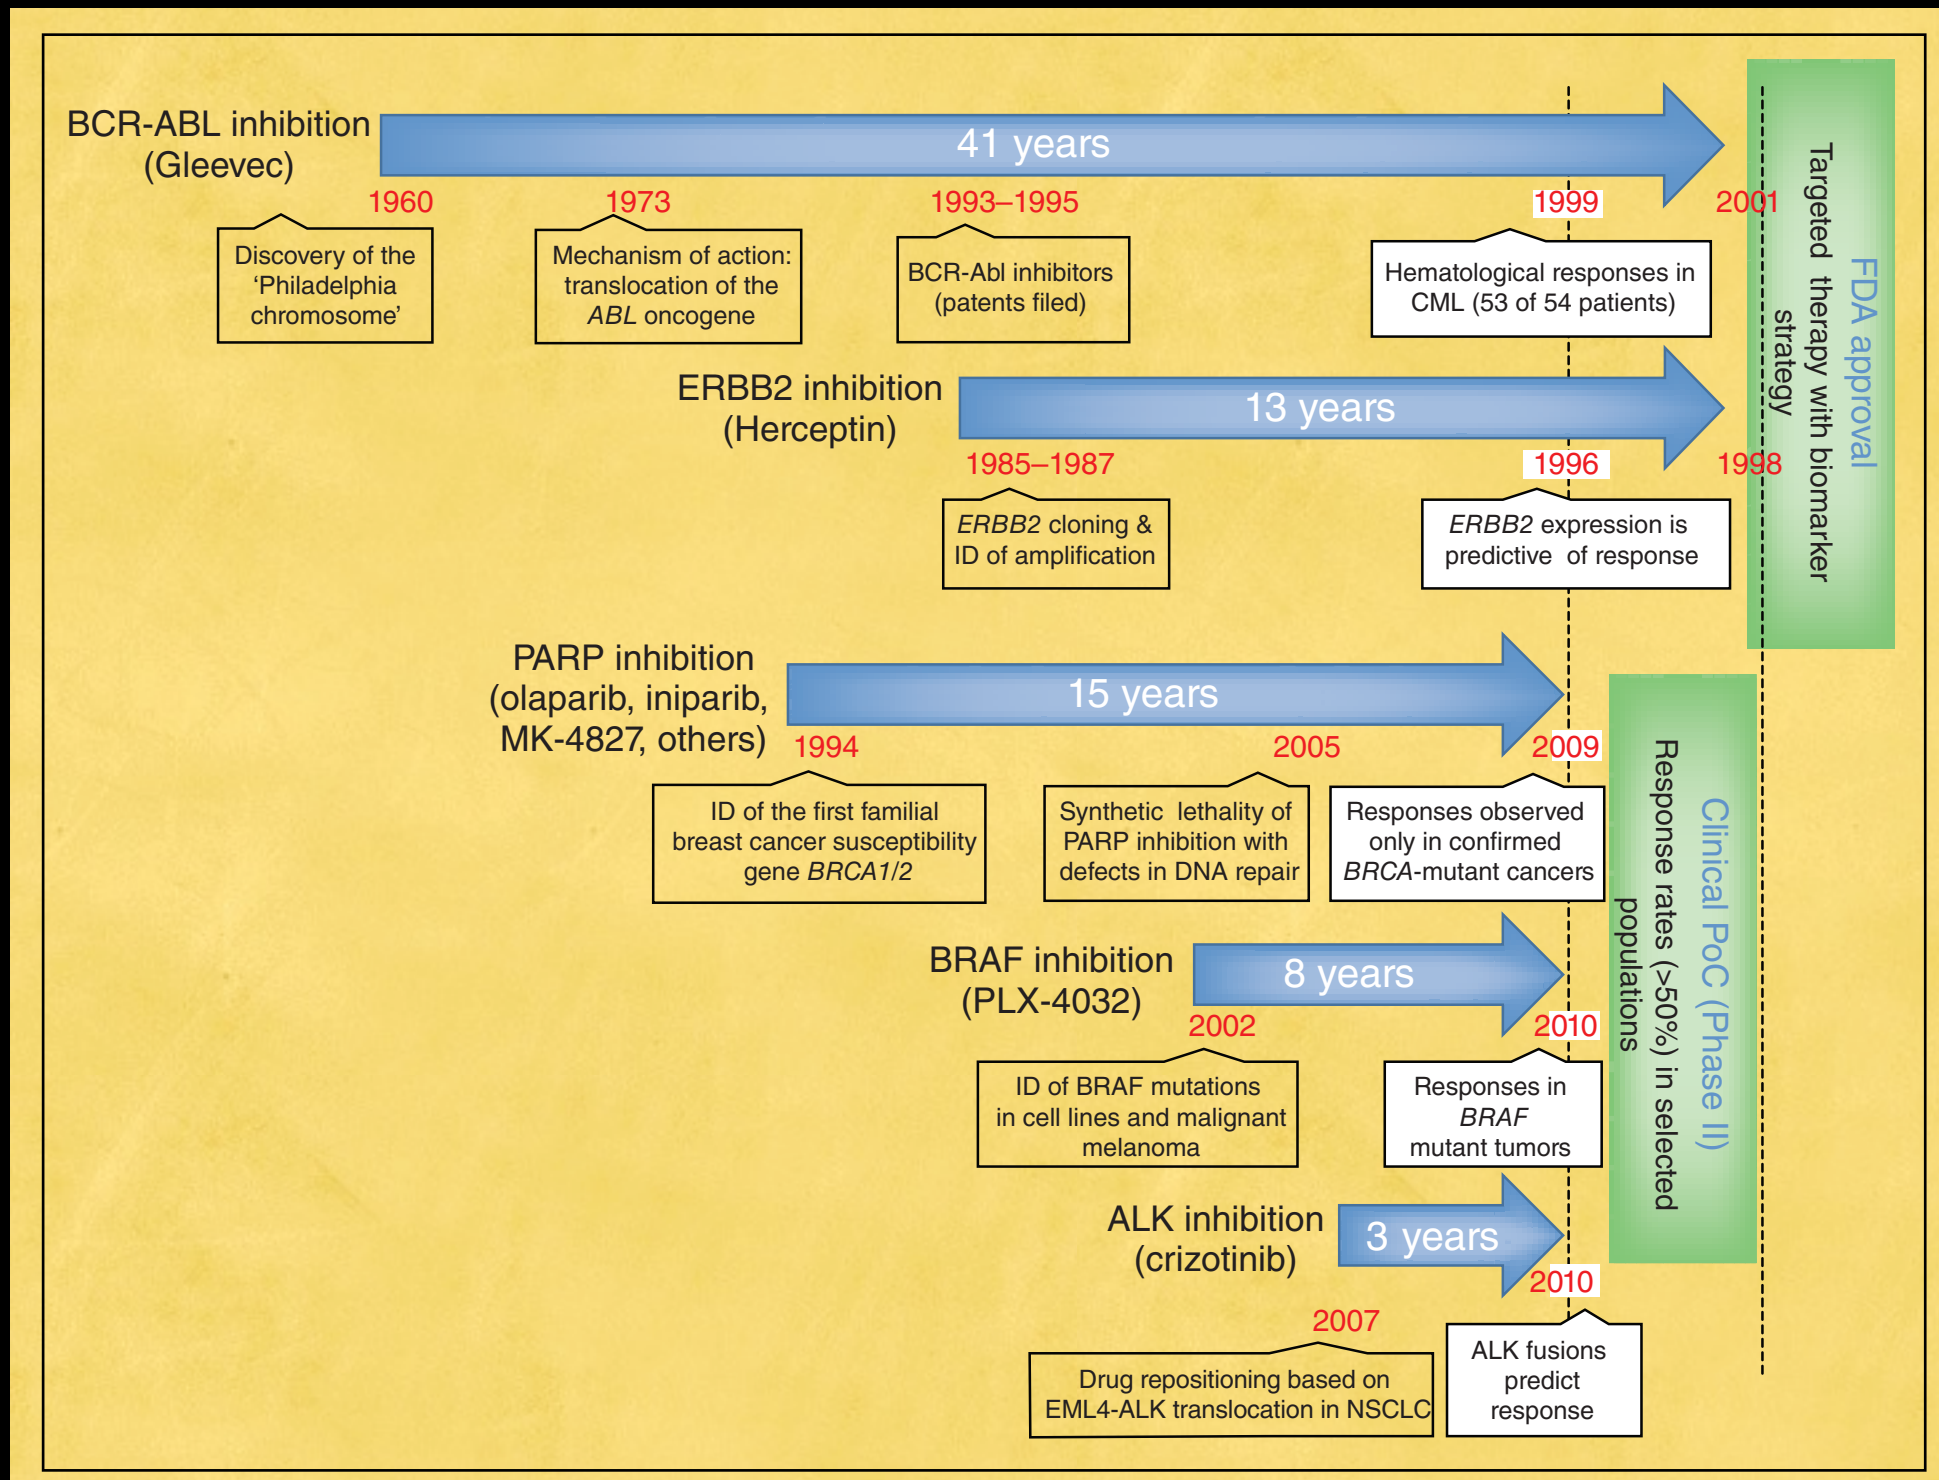 BCR-ABL inhibition
(Gleevec)
41 years
1960
1973
1993–1995
1999
2001
Discovery of the
‘Philadelphia
chromosome’
Mechanism of action:
translocation of the
ABL oncogene
BCR-Abl inhibitors
(patents filed)
Hematological responses in
CML (53 of 54 patients)
ERBB2 inhibition
(Herceptin)
13 years
1985–1987
1996
1998
ERBB2 cloning &
ID of amplification
ERBB2 expression is
predictive of response
FDA approval
Targeted therapy with biomarker
strategy
PARP inhibition
(olaparib, iniparib,
MK-4827, others)
15 years
1994
2005
2009
ID of the first familial
breast cancer susceptibility
gene BRCA1/2
Synthetic lethality of
PARP inhibition with
defects in DNA repair
Responses observed
only in confirmed
BRCA-mutant cancers
BRAF inhibition
(PLX-4032)
8 years
2002
2010
ID of BRAF mutations
in cell lines and malignant
melanoma
Responses in
BRAF
mutant tumors
ALK inhibition
(crizotinib)
3 years
2010
2007
Drug repositioning based on
EML4-ALK translocation in NSCLC
ALK fusions
predict
response
Clinical PoC (Phase II)
Response rates (>50%) in selected
populations